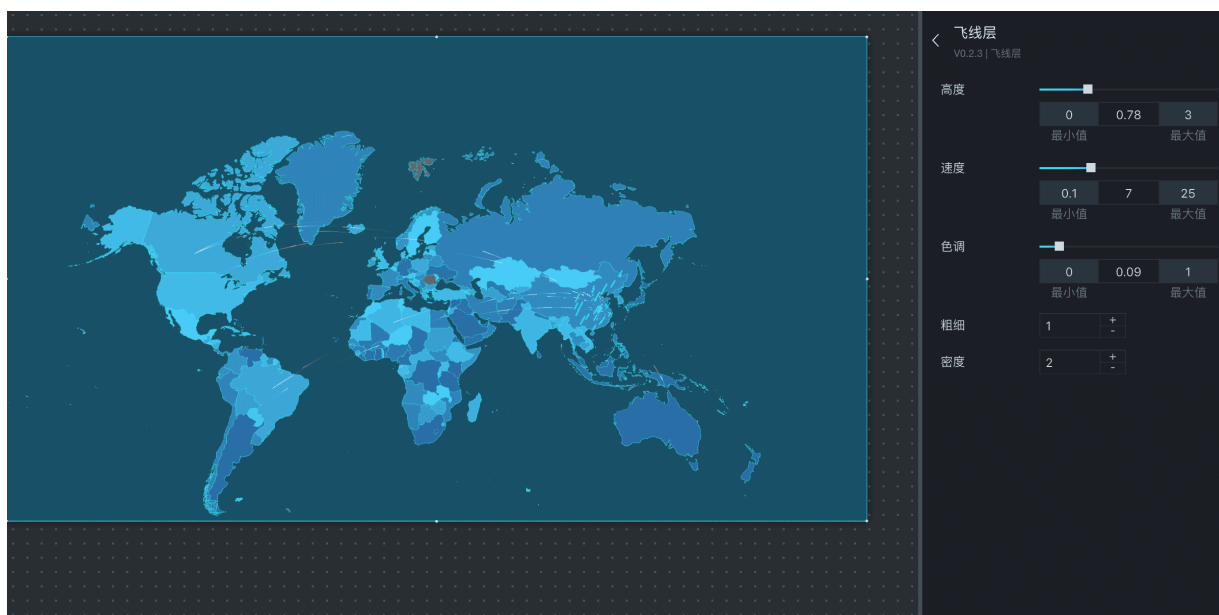 飞线层
V0.2.3 | 飞线层
高度
0 0.78 3
最小值 最大值
速度
0.1 7 25
最小值 最大值
色调
0 0.09 1
最小值 最大值
粗细 1 + -
密度 2 + -